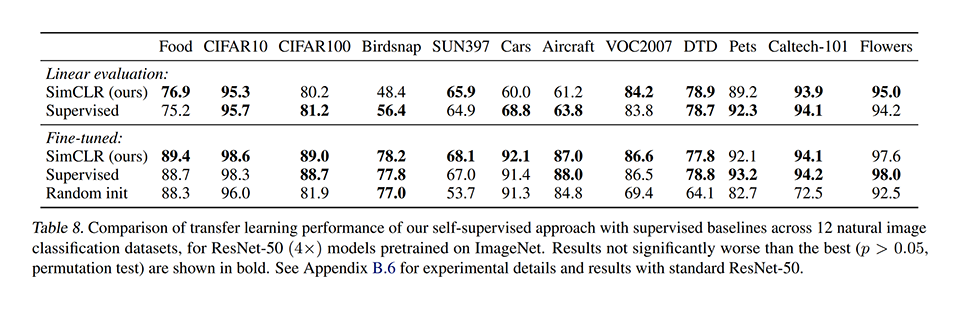 Food CIFAR10 CIFAR100 Birdsnap SUN397 Cars Aircraft VOC2007 DTD Pets Caltech-101 Flowers
Linear evaluation:
SimCLR (ours) 76.9 95.3 80.2 48.4 65.9 60.0 61.2 84.2 78.9 89.2 93.9 95.0
Supervised 75.2 95.7 81.2 56.4 64.9 68.8 63.8 83.8 78.7 92.3 94.1 94.2
Fine-tuned:
SimCLR (ours) 89.4 98.6 89.0 78.2 68.1 92.1 87.0 86.6 77.8 92.1 94.1 97.6
Supervised 88.7 98.3 88.7 77.8 67.0 91.4 88.0 86.5 78.8 93.2 94.2 98.0
Random init 88.3 96.0 81.9 77.0 53.7 91.3 84.8 69.4 64.1 82.7 72.5 92.5
Table 8. Comparison of transfer learning performance of our self-supervised approach with supervised baselines across 12 natural image
classification datasets, for ResNet-50 (4×) models pretrained on ImageNet. Results not significantly worse than the best (p > 0.05,
permutation test) are shown in bold. See Appendix B.6 for experimental details and results with standard ResNet-50.